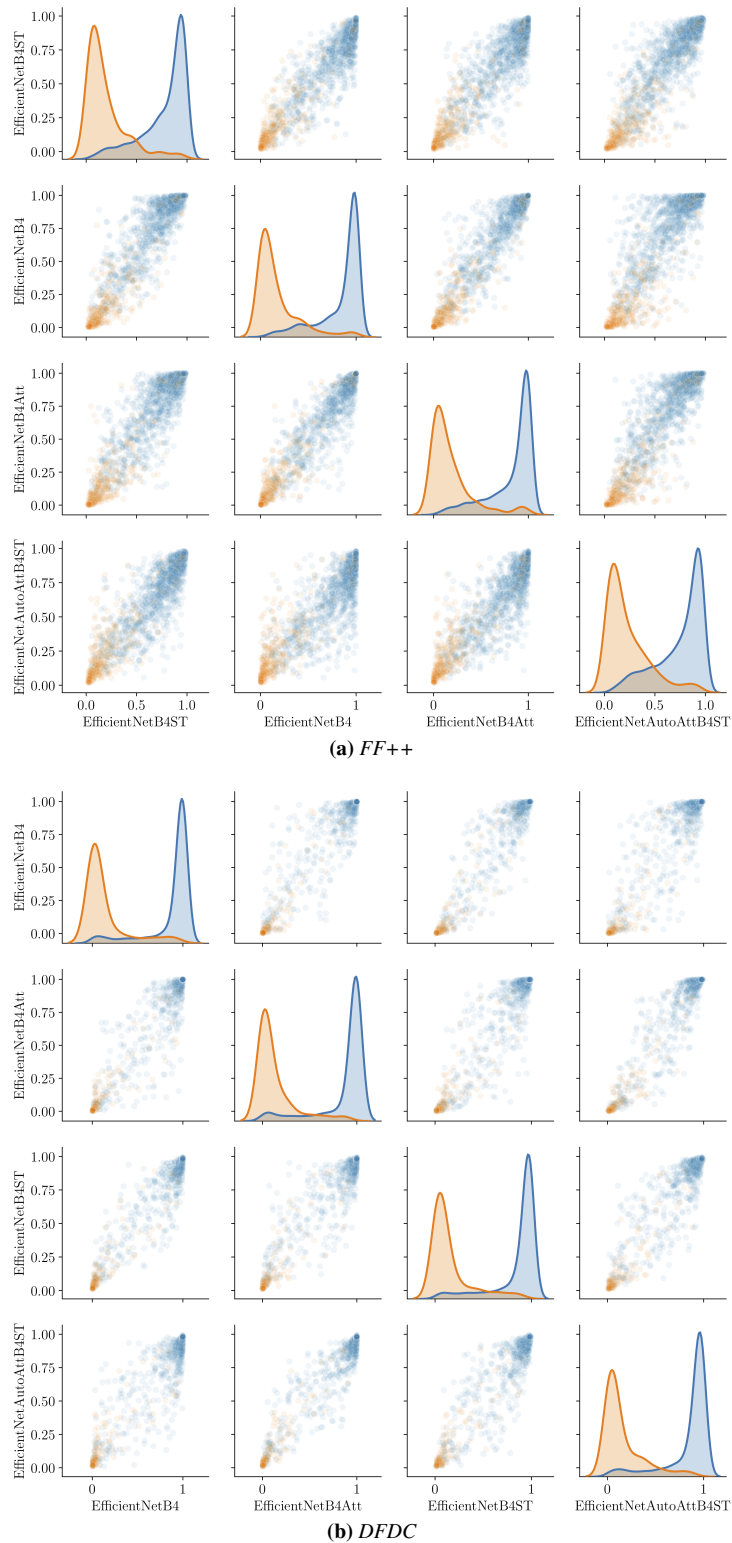 EfficientNetB4ST
1.00
0.75
0.50
0.25
0.00
EfficientNetB4
1.00
0.75
0.50
0.25
0.00
EfficientNetB4Att
1.00
0.75
0.50
0.25
0.00
EfficientNetAutoAttB4ST
1.00
0.75
0.50
0.25
0.00
0.0 0.5 1.0 0 1 0 1 0.0 0.5 1.0
EfficientNetB4ST EfficientNetB4 EfficientNetB4Att EfficientNetAutoAttB4ST
(a) FF++
EfficientNetB4
1.00
0.75
0.50
0.25
0.00
EfficientNetB4Att
1.00
0.75
0.50
0.25
0.00
EfficientNetB4ST
1.00
0.75
0.50
0.25
0.00
EfficientNetAutoAttB4ST
1.00
0.75
0.50
0.25
0.00
0 1 0 1 0 1 0 1
EfficientNetB4 EfficientNetB4Att EfficientNetB4ST EfficientNetAutoAttB4ST
(b) DFDC